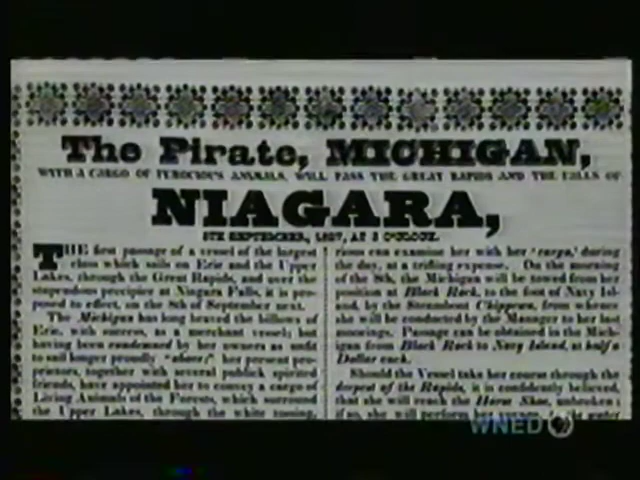 The Pirate, MICHIGAN,
WITH A CARGO OF FEROCIOUS ANIMALS, WILL PASS THE GREAT RAPIDS AND THE FALLS OF
NIAGARA,
8TH SEPTEMBER, 1827, AT 3 O'CLOCK.
THE first passage of a vessel of the largest
class which sails on Erie and the Upper
Lakes, through the Great Rapids, and over the
stupendous precipice at Niagara Falls, it is pro-
posed to effect, on the 8th of September next.
The Michigan has long braved the billows of
Erie, with success, as a merchant vessel; but
having been condemned by her owners as unfit
to sail longer proudly "above;" her present pro-
prietors, together with several publick spirited
friends, have appointed her to convey a cargo of
Living Animals of the Forests, which surround
the Upper Lakes, through the white tossing,
rious can examine her with her 'cargo,' during
the day, at a trifling expense. On the morning
of the 8th, the Michigan will be towed from her
position at Black Rock, to the foot of Navy Isl-
and, by the Steamboat Chippewa, from whence
she will be conducted by the Manager to her last
moorings. Passage can be obtained in the Mich-
igan from Black Rock to Navy Island, at half a
Dollar each.
Should the Vessel take her course through the
deepest of the Rapids, it is confidently believed,
that she will reach the Horse Shoe, unbroken;
if so, she will perform her voyage water
WNED